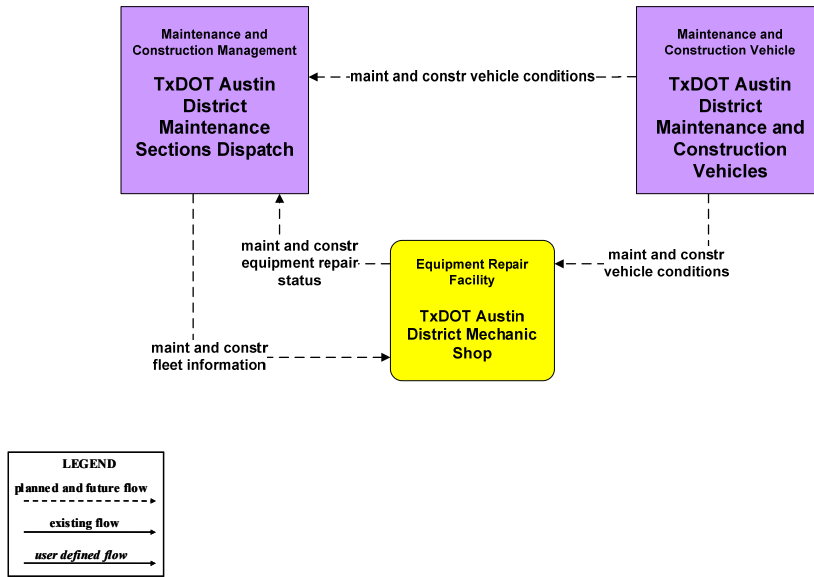 Maintenance and
Construction Management
TxDOT Austin
District
Maintenance
Sections Dispatch
maint and constr vehicle conditions
Maintenance and
Construction Vehicle
TxDOT Austin
District
Maintenance and
Construction
Vehicles
maint and constr
equipment repair
status
Equipment Repair
Facility
TxDOT Austin
District Mechanic
Shop
maint and constr
vehicle conditions
maint and constr
fleet information
LEGEND
planned and future flow
existing flow
user defined flow